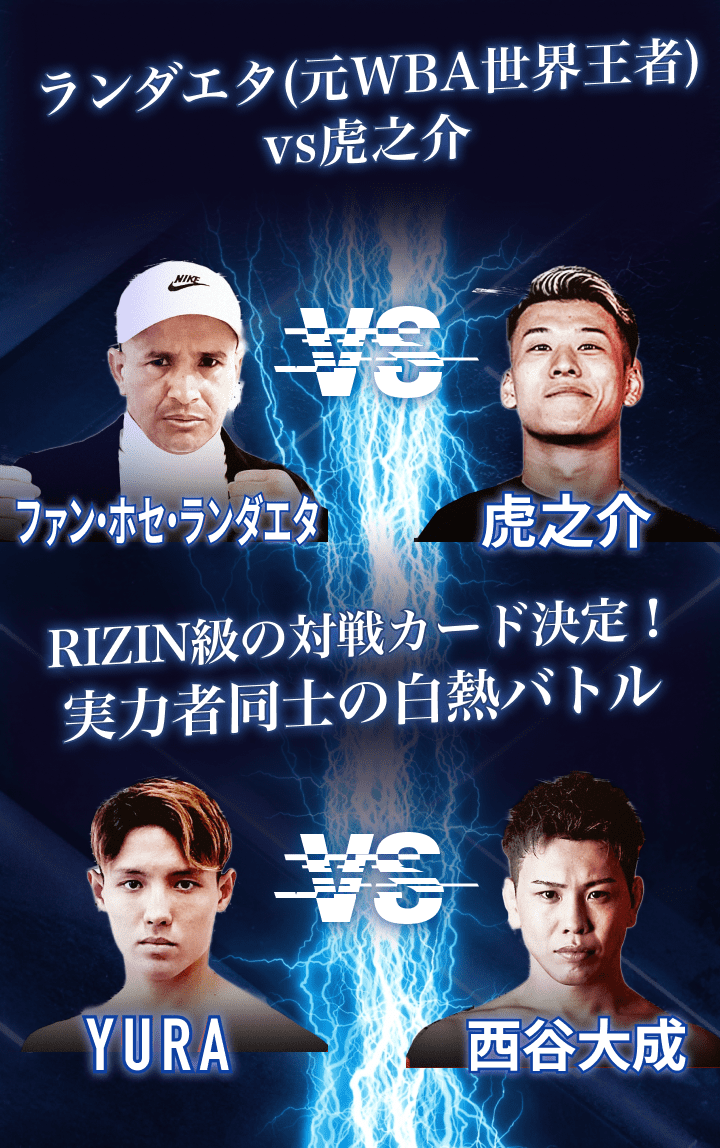 ランダエタ(元WBA世界王者)
vs虎之介
NIKE
VS
ファン・ホセ・ランダエタ
虎之介
RIZIN級の対戦カード決定！
実力者同士の白熱バトル
VS
YURA
西谷大成